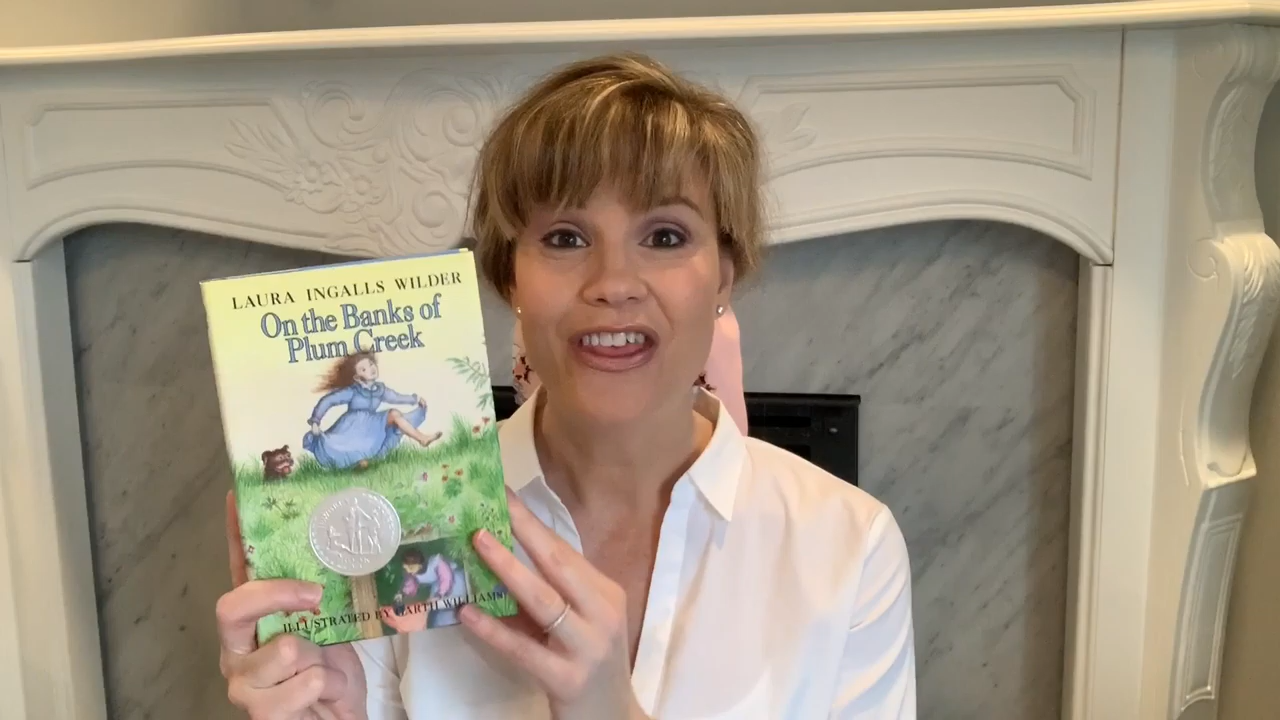 LAURA INGALLS WILDER
On the Banks of
Plum Creek
ILLUSTRATED BY GARTH WILLIAMS